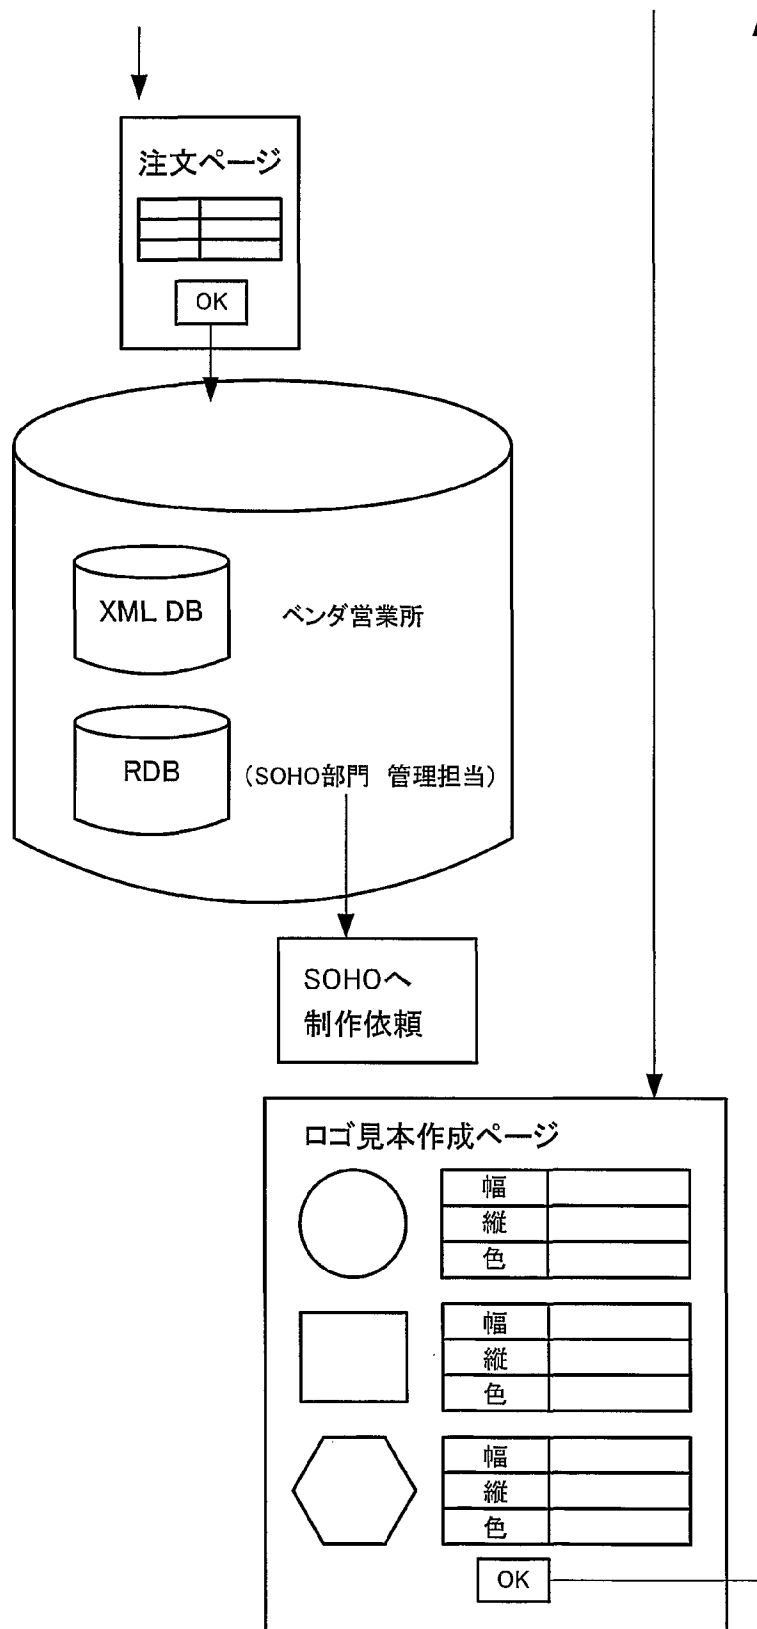 注文ページ
OK
XML DB
ベンダ営業所
RDB
（SOHO部門 管理担当）
SOHOへ
制作依頼
ロゴ見本作成ページ
幅
縦
色
幅
縦
色
幅
縦
色
OK